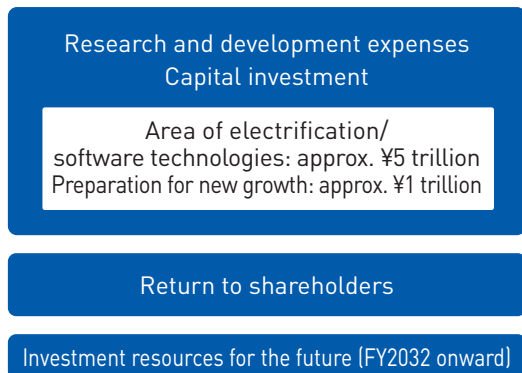 Research and development expenses
Capital investment
Area of electrification/
software technologies: approx. ¥5 trillion
Preparation for new growth: approx. ¥1 trillion
Return to shareholders
Investment resources for the future (FY2032 onward)